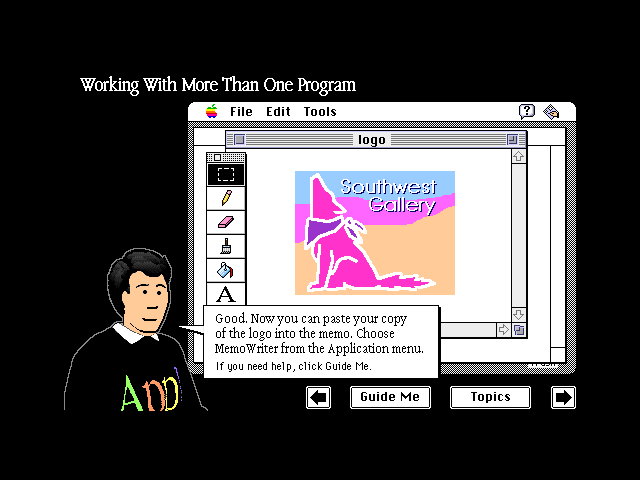 Working With More Than One Program
File Edit Tools
logo
Southwest
Gallery
A
Good. Now you can paste your copy
of the logo into the memo. Choose
MemoWriter from the Application menu.
If you need help, click Guide Me.
Appl
Guide Me
Topics